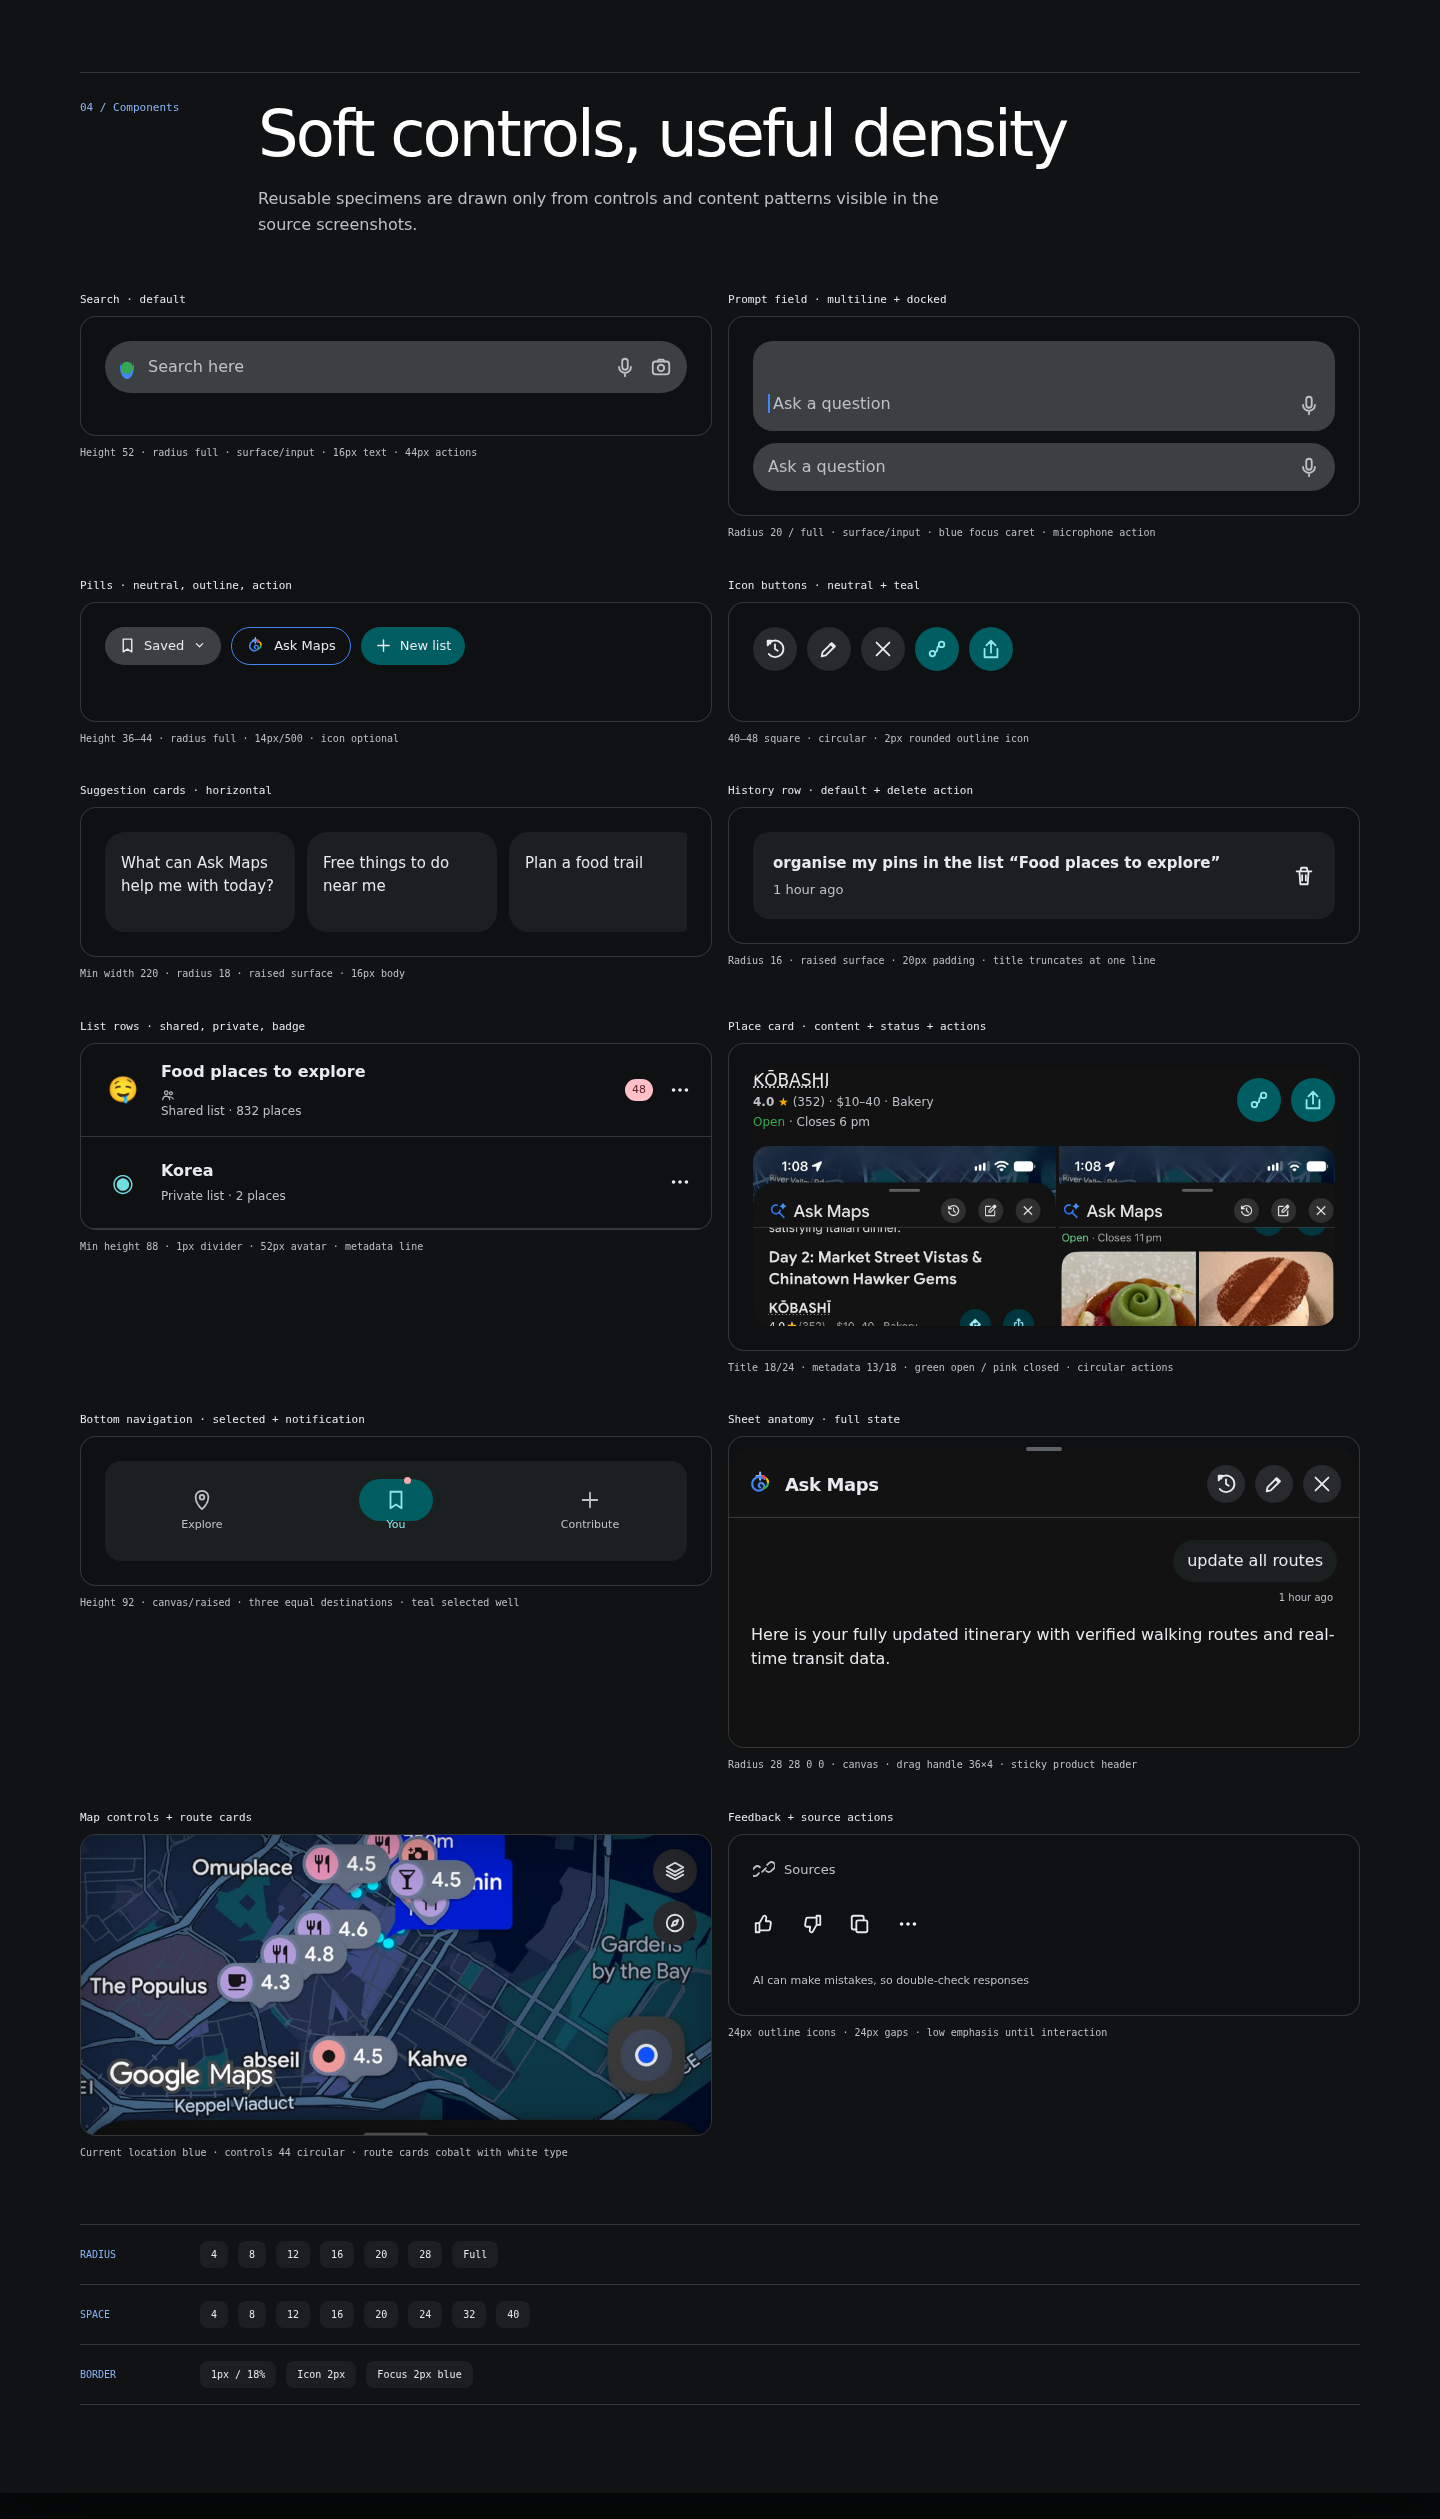 04 / Components
Soft controls, useful density
Reusable specimens are drawn only from controls and content patterns visible in the
source screenshots.
Search · default
Search here
Height 52 · radius full · surface/input · 16px text · 44px actions
Prompt field · multiline + docked
Ask a question
Ask a question
Radius 20 / full · surface/input · blue focus caret · microphone action
Pills · neutral, outline, action
Saved
Ask Maps
New list
Height 36–44 · radius full · 14px/500 · icon optional
Icon buttons · neutral + teal
40–48 square · circular · 2px rounded outline icon
Suggestion cards · horizontal
What can Ask Maps
help me with today?
Free things to do
near me
Plan a food trail
Min width 220 · radius 18 · raised surface · 16px body
History row · default + delete action
organise my pins in the list “Food places to explore”
1 hour ago
Radius 16 · raised surface · 20px padding · title truncates at one line
List rows · shared, private, badge
Food places to explore
Shared list · 832 places
48
Korea
Private list · 2 places
Min height 88 · 1px divider · 52px avatar · metadata line
Place card · content + status + actions
KŌBASHI
4.0 ★ (352) · $10–40 · Bakery
Open · Closes 6 pm
1:08
River Valley Rd
Ask Maps
satisfying Italian dinner.
Day 2: Market Street Vistas &
Chinatown Hawker Gems
KŌBASHĪ
4.0 ★ (352) · $10–40 · Bakery
1:08
River Valley Rd
Ask Maps
Open · Closes 11 pm
Title 18/24 · metadata 13/18 · green open / pink closed · circular actions
Bottom navigation · selected + notification
Explore
You
Contribute
Height 92 · canvas/raised · three equal destinations · teal selected well
Sheet anatomy · full state
Ask Maps
update all routes
1 hour ago
Here is your fully updated itinerary with verified walking routes and real-
time transit data.
Radius 28 28 0 0 · canvas · drag handle 36×4 · sticky product header
Map controls + route cards
Omuplace
4.5
4.5
min
4.6
4.8
Gardens
by the Bay
The Populus
4.3
abseil
4.5
Kahve
Google Maps
Keppel Viaduct
Current location blue · controls 44 circular · route cards cobalt with white type
Feedback + source actions
Sources
AI can make mistakes, so double-check responses
24px outline icons · 24px gaps · low emphasis until interaction
RADIUS
4
8
12
16
20
28
Full
SPACE
4
8
12
16
20
24
32
40
BORDER
1px / 18%
Icon 2px
Focus 2px blue